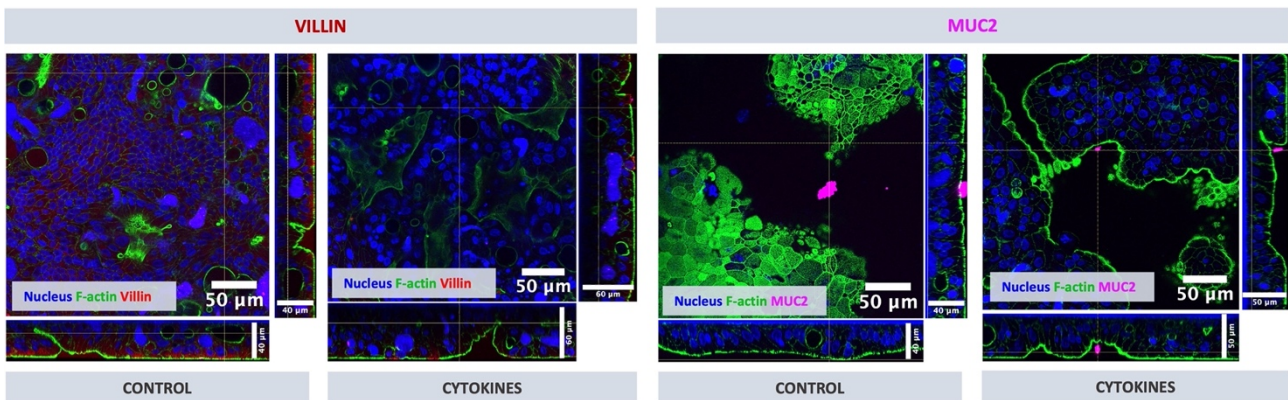 VILLIN
MUC2
Nucleus F-actin Villin
50 µm
40 µm
40 µm
Nucleus F-actin Villin
50 µm
60 µm
60 µm
Nucleus F-actin MUC2
50 µm
40 µm
40 µm
Nucleus F-actin MUC2
50 µm
50 µm
50 µm
CONTROL
CYTOKINES
CONTROL
CYTOKINES